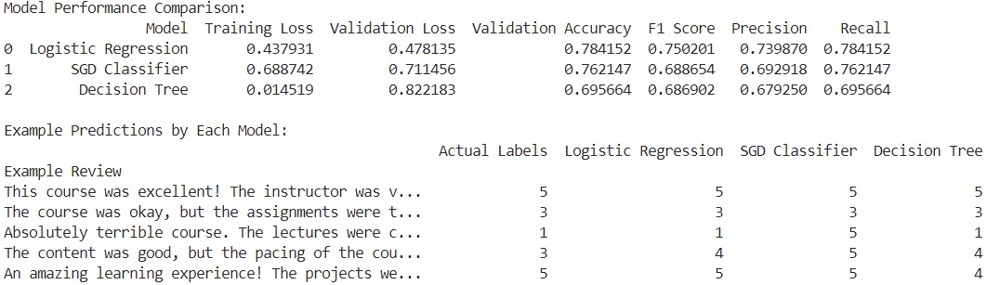 Model Performance Comparison:
Model Training Loss Validation Loss Validation Accuracy F1 Score Precision Recall
0 Logistic Regression 0.437931 0.478135 0.784152 0.750201 0.739870 0.784152
1 SGD Classifier 0.688742 0.711456 0.762147 0.688654 0.692918 0.762147
2 Decision Tree 0.014519 0.822183 0.695664 0.686902 0.679250 0.695664
Example Predictions by Each Model:
Actual Labels Logistic Regression SGD Classifier Decision Tree
Example Review
This course was excellent! The instructor was v... 5 5 5 5
The course was okay, but the assignments were t... 3 3 3 3
Absolutely terrible course. The lectures were c... 1 1 5 1
The content was good, but the pacing of the cou... 3 4 5 4
An amazing learning experience! The projects we... 5 5 5 4